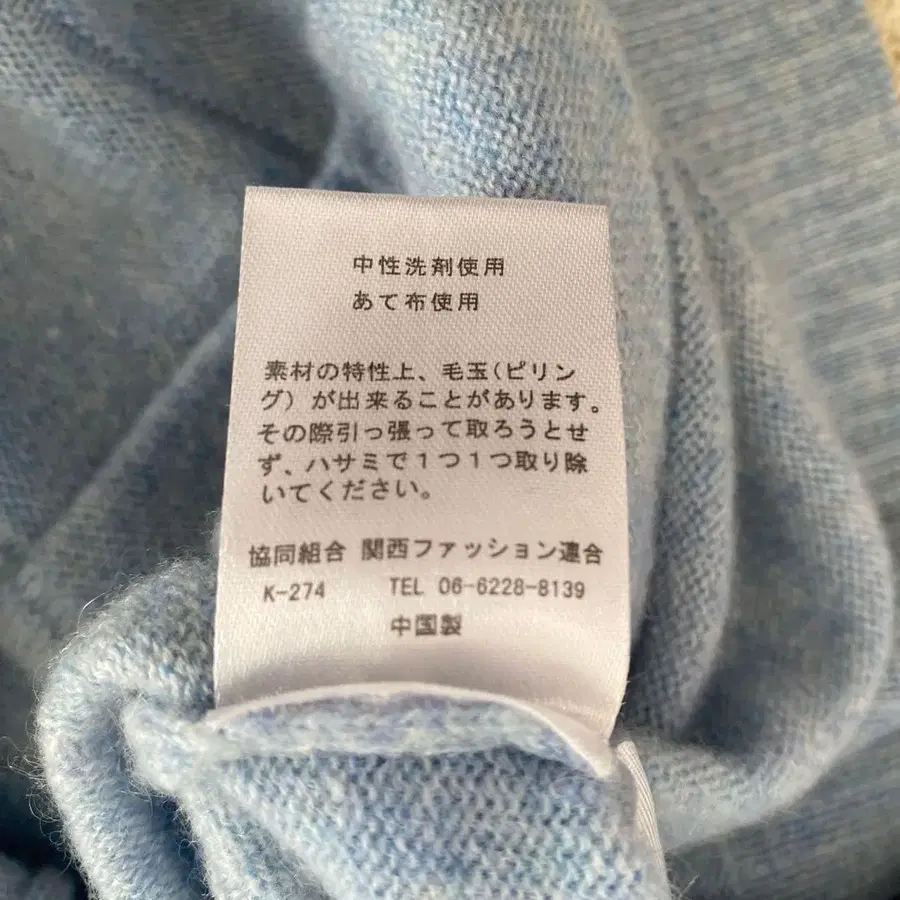 中性洗剤使用
あて布使用
素材の特性上、毛玉(ピリン
グ)が出来ることがあります。
その際引っ張って取ろうとせ
ず、ハサミで1つ1つ取り除
いてください。
協同組合 関西ファッション連合
K-274 TEL 06-6228-8139
中国製